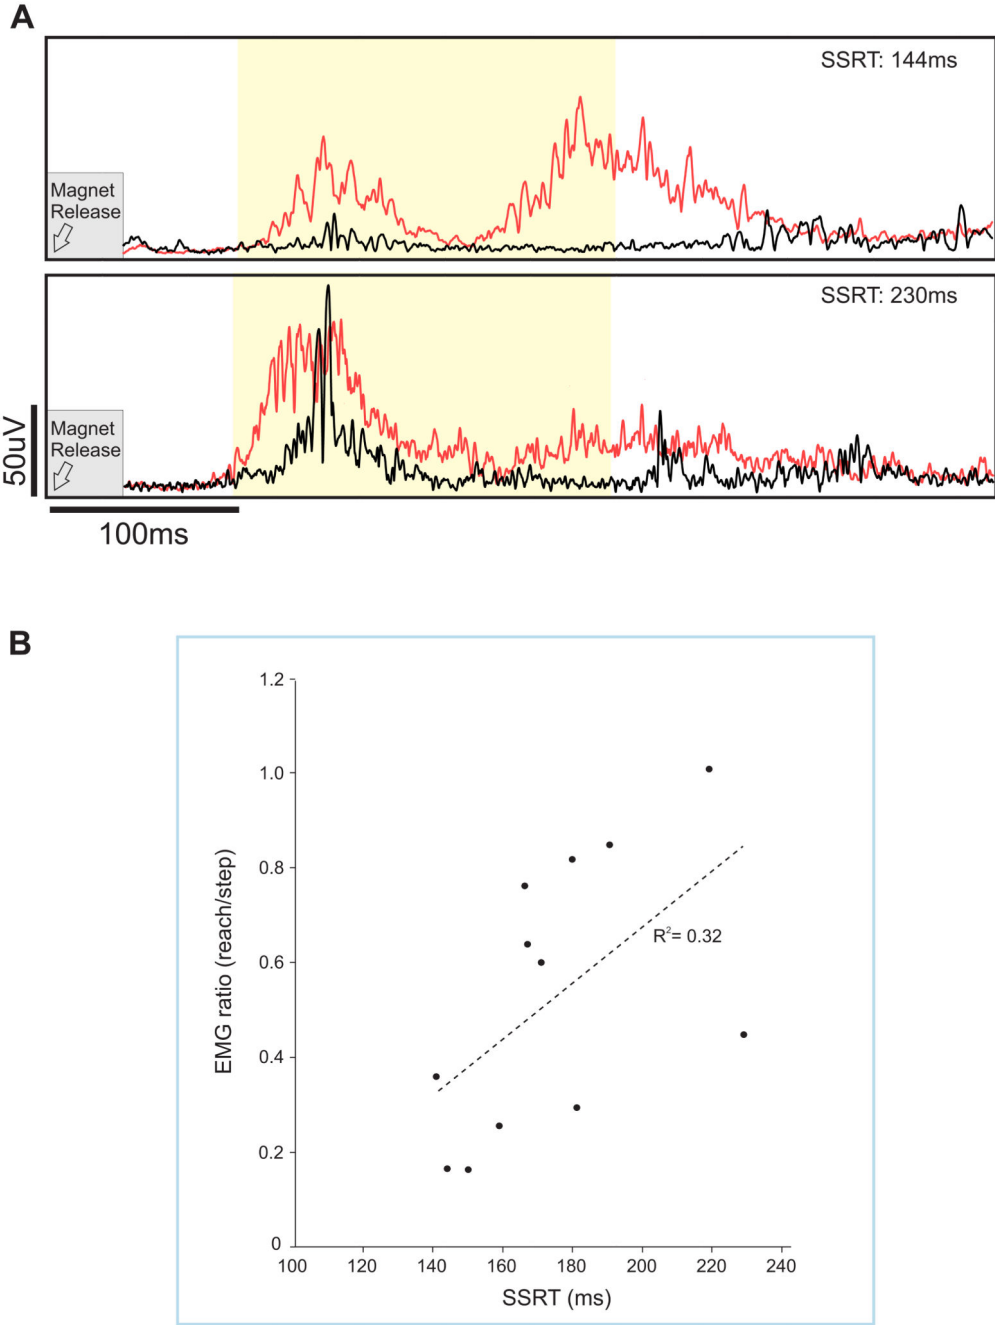 A
SSRT: 144ms
Magnet
Release
SSRT: 230ms
Magnet
Release
50uV
100ms
B
1.2
1.0
0.8
0.6
0.4
0.2
0
EMG ratio (reach/step)
R²= 0.32
100 120 140 160 180 200 220 240
SSRT (ms)